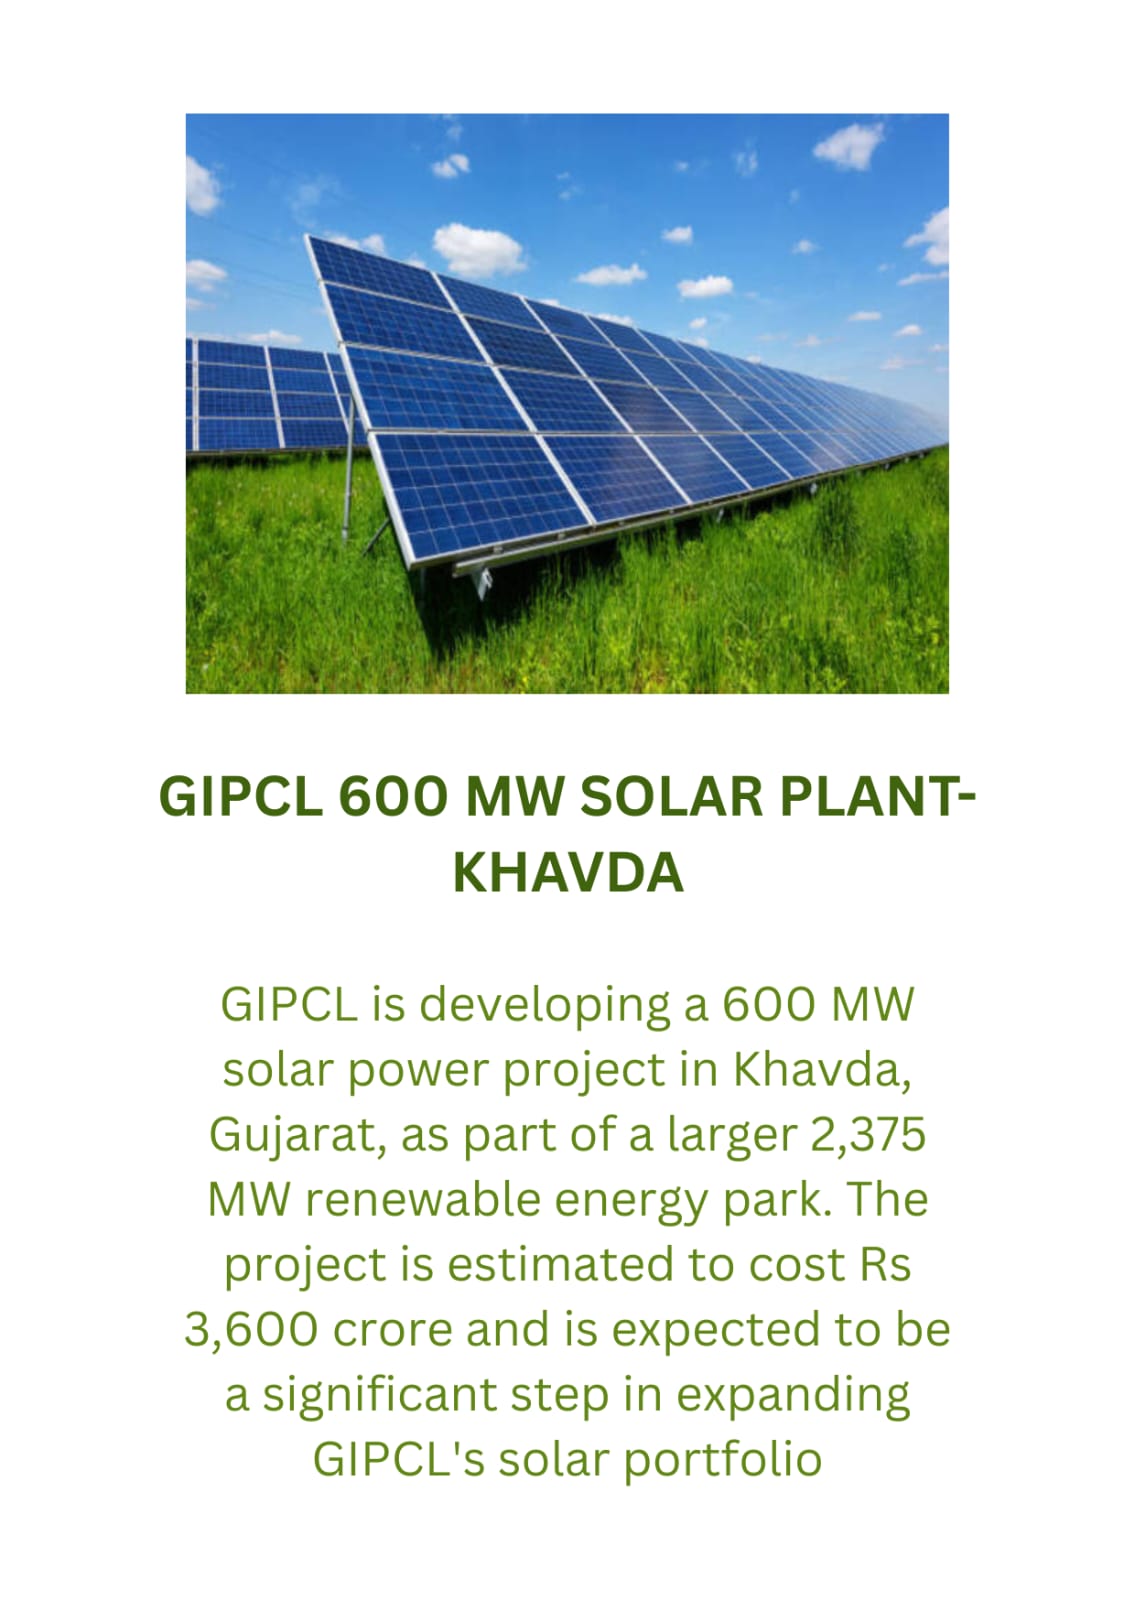 GIPCL 600 MW SOLAR PLANT-
KHAVDA
GIPCL is developing a 600 MW
solar power project in Khavda,
Gujarat, as part of a larger 2,375
MW renewable energy park. The
project is estimated to cost Rs
3,600 crore and is expected to be
a significant step in expanding
GIPCL's solar portfolio